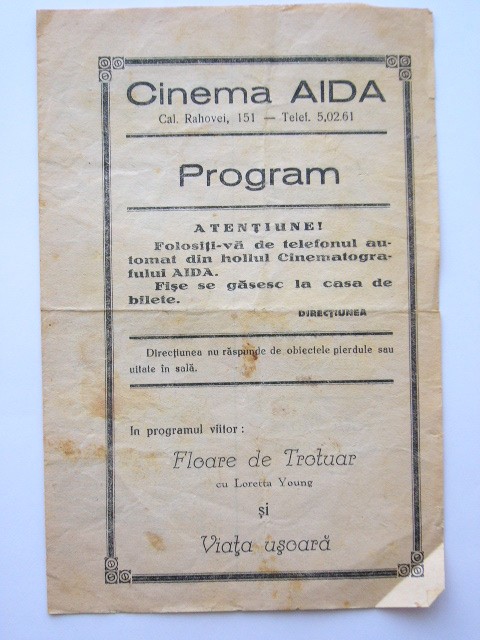 Cinema AIDA
Cal. Rahovei, 151 — Telef. 5,02.61
Program
ATENȚIUNE!
Folosiți-vă de telefonul au-
tomat din hollul Cinematogra-
fului AIDA.
Fișe se găsesc la casa de
bilete.
DIRECȚIUNEA
Direcțiunea nu răspunde de obiectele pierdule sau
uitate în sală.
In programul viitor :
Floare de Trotuar
cu Loretta Young
și
Viața ușoară